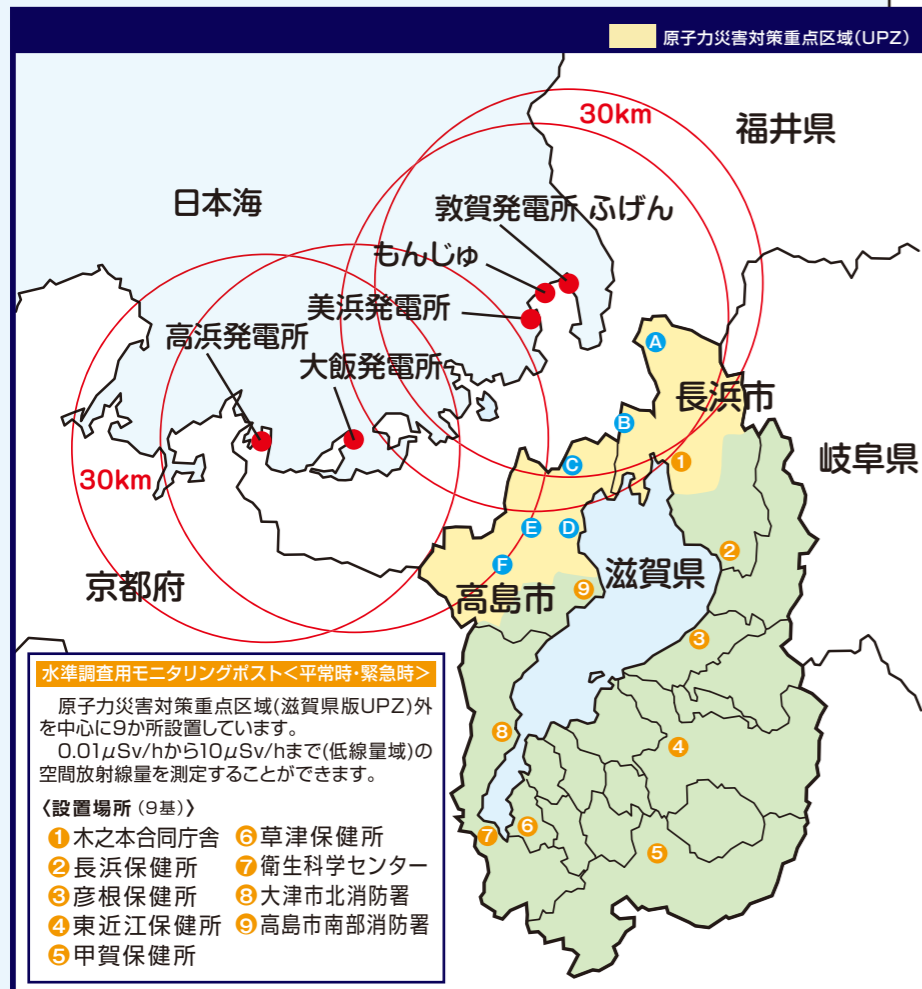 原子力災害対策重点区域(UPZ)
30km
福井県
日本海
敦賀発電所 ふげん
もんじゅ
美浜発電所
高浜発電所
大飯発電所
A
長浜市
B
C
1
岐阜県
30km
E
D
2
F
滋賀県
京都府
高島市
9
3
水準調査用モニタリングポスト<平常時・緊急時>
原子力災害対策重点区域(滋賀県版UPZ)外
を中心に9か所設置しています。
0.01μSv/hから10μSv/hまで(低線量域)の
空間放射線量を測定することができます。
〈設置場所(9基)〉
1 木之本合同庁舎
2 長浜保健所
3 彦根保健所
4 東近江保健所
5 甲賀保健所
6 草津保健所
7 衛生科学センター
8 大津市北消防署
9 高島市南部消防署
8
4
6
7
5